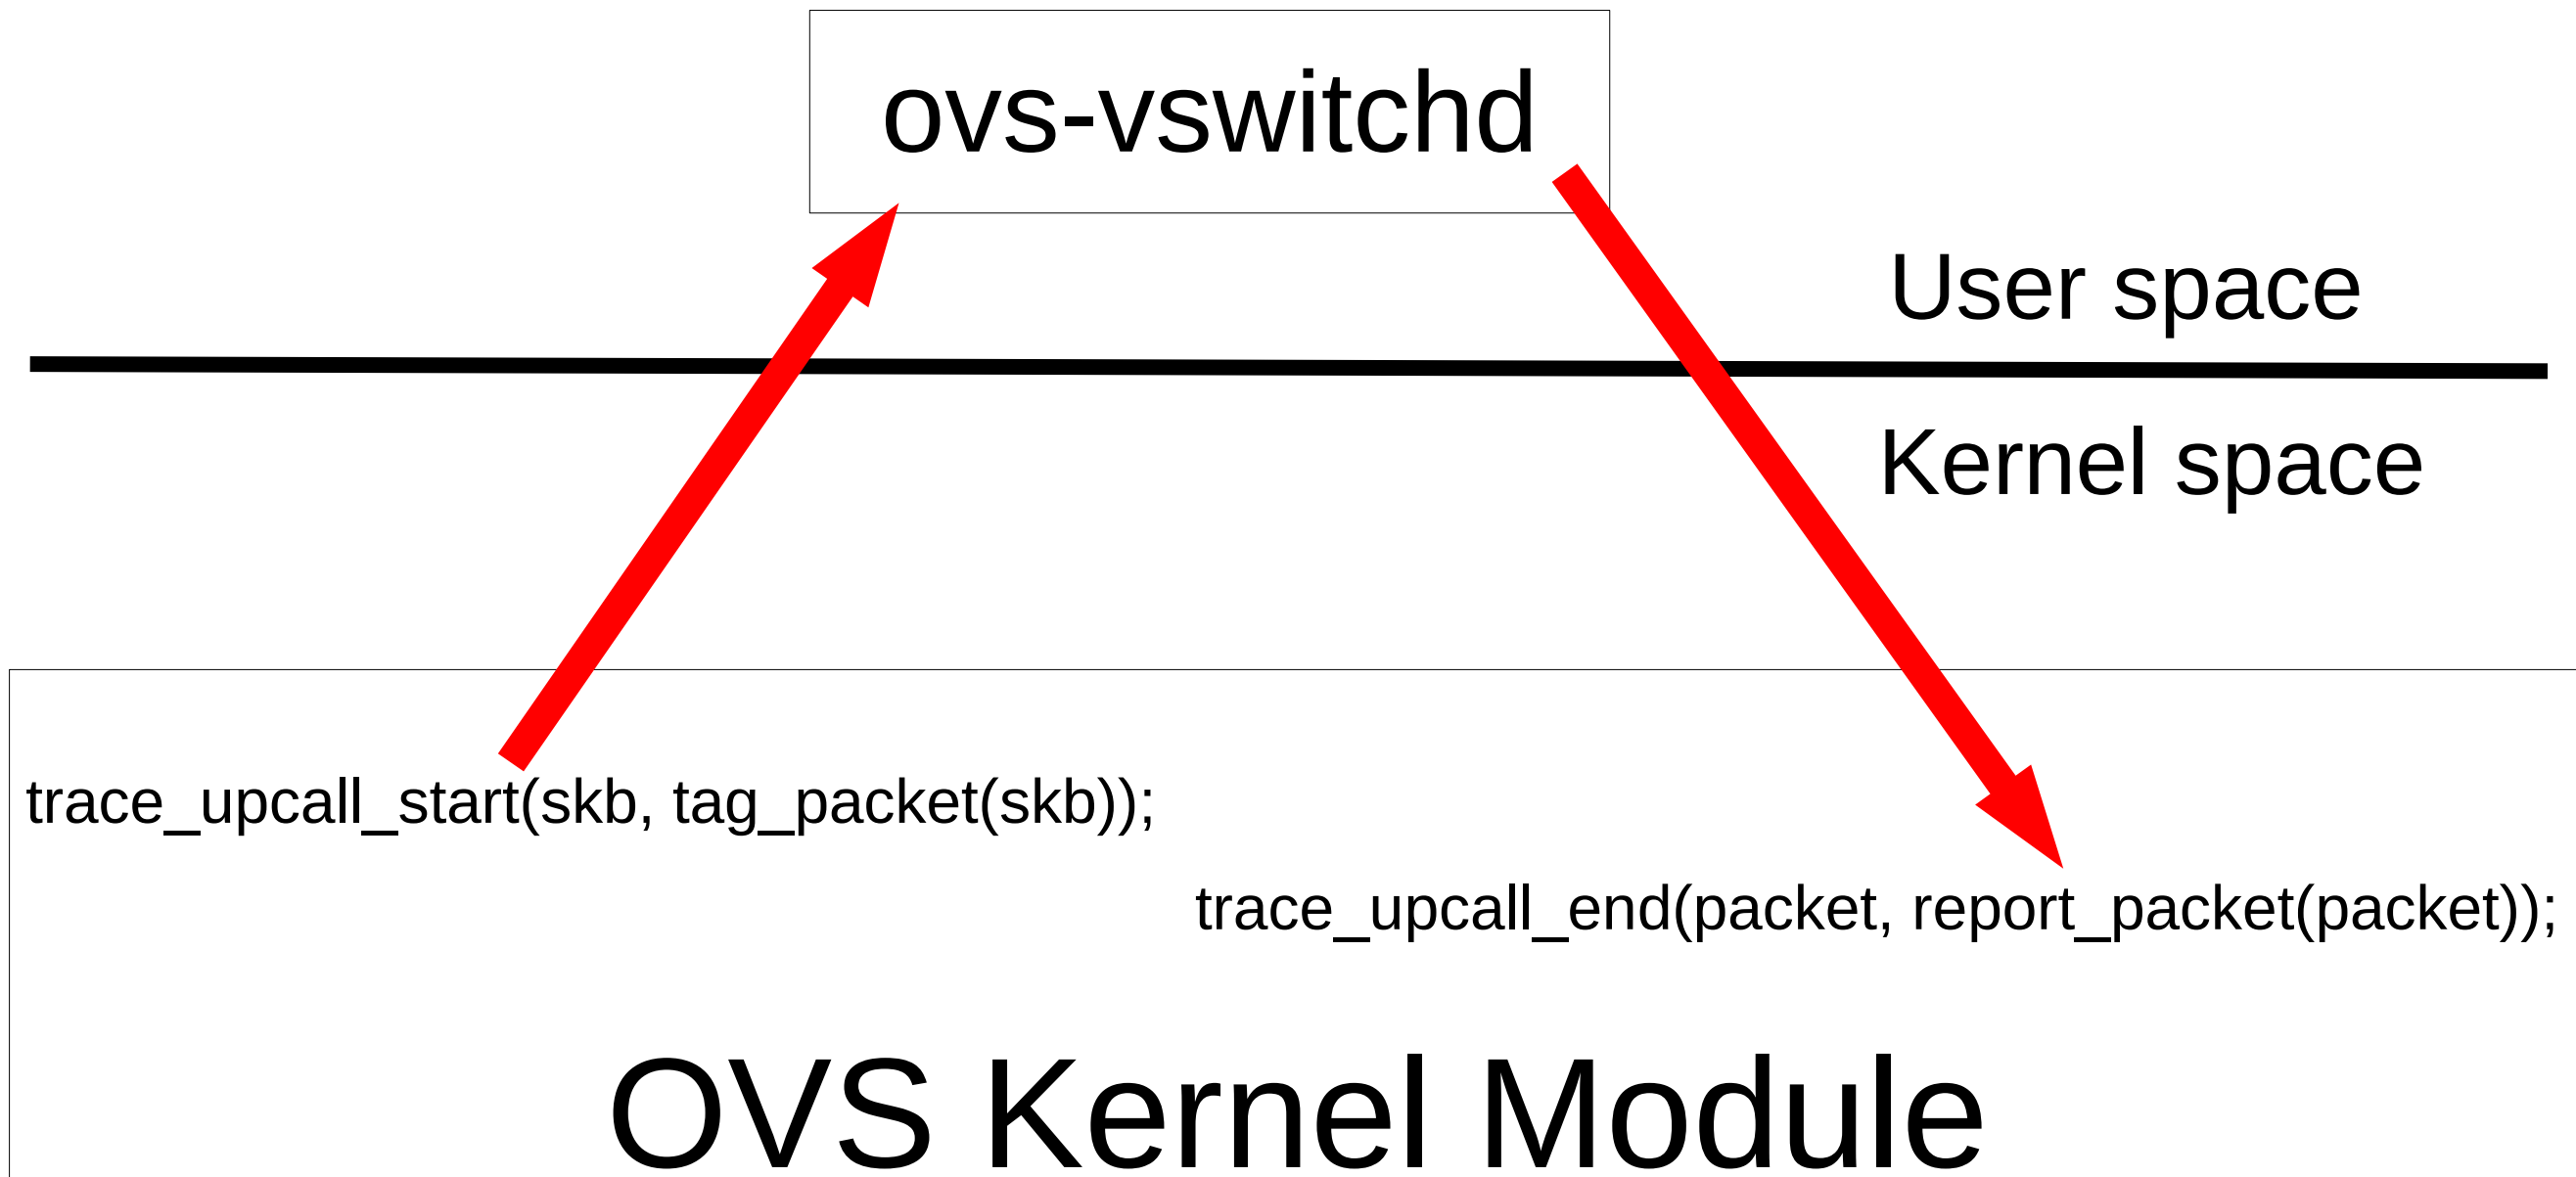 ovs-vswitchd
User space
Kernel space
trace_upcall_start(skb, tag_packet(skb));
trace_upcall_end(packet, report_packet(packet));
OVS Kernel Module